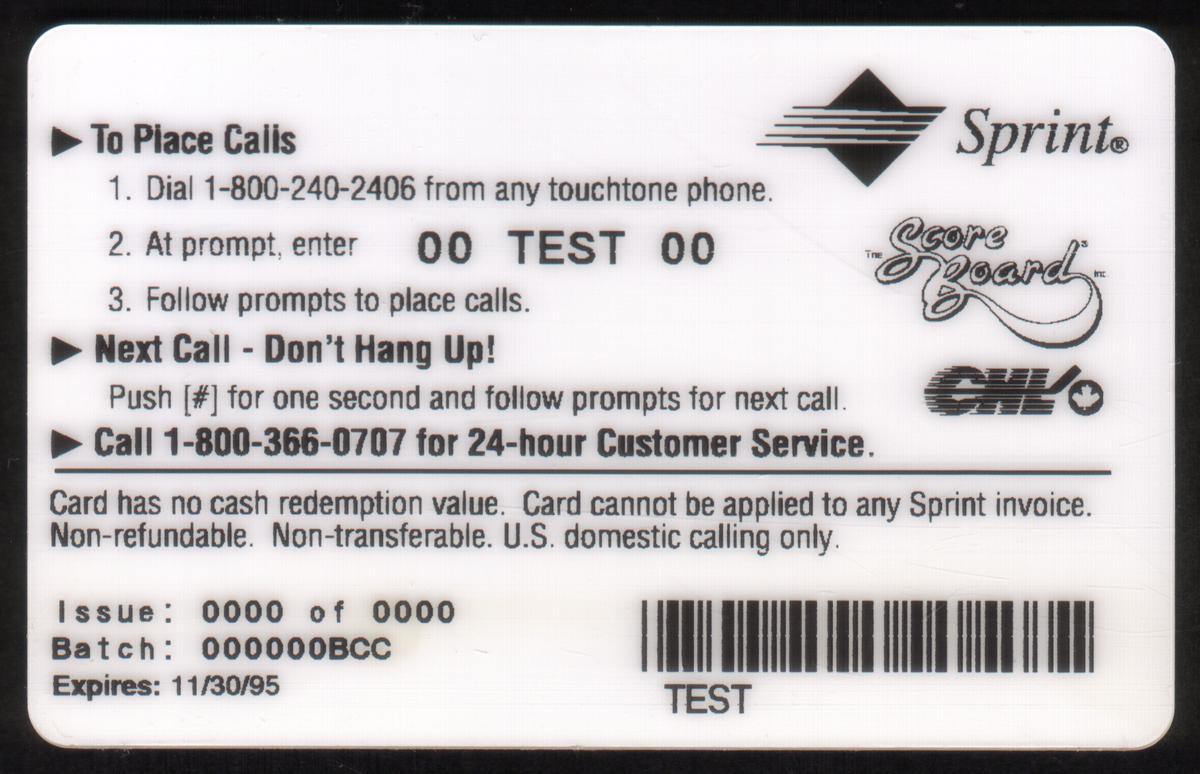 ▶ To Place Calls
Sprint®
1. Dial 1-800-240-2406 from any touchtone phone.
2. At prompt, enter 00 TEST 00
The Score Board Inc.
3. Follow prompts to place calls.
▶ Next Call - Don't Hang Up!
Push [#] for one second and follow prompts for next call.
CHL
▶ Call 1-800-366-0707 for 24-hour Customer Service.
Card has no cash redemption value. Card cannot be applied to any Sprint invoice.
Non-refundable. Non-transferable. U.S. domestic calling only.
Issue: 0000 of 0000
Batch: 000000BCC
Expires: 11/30/95
TEST